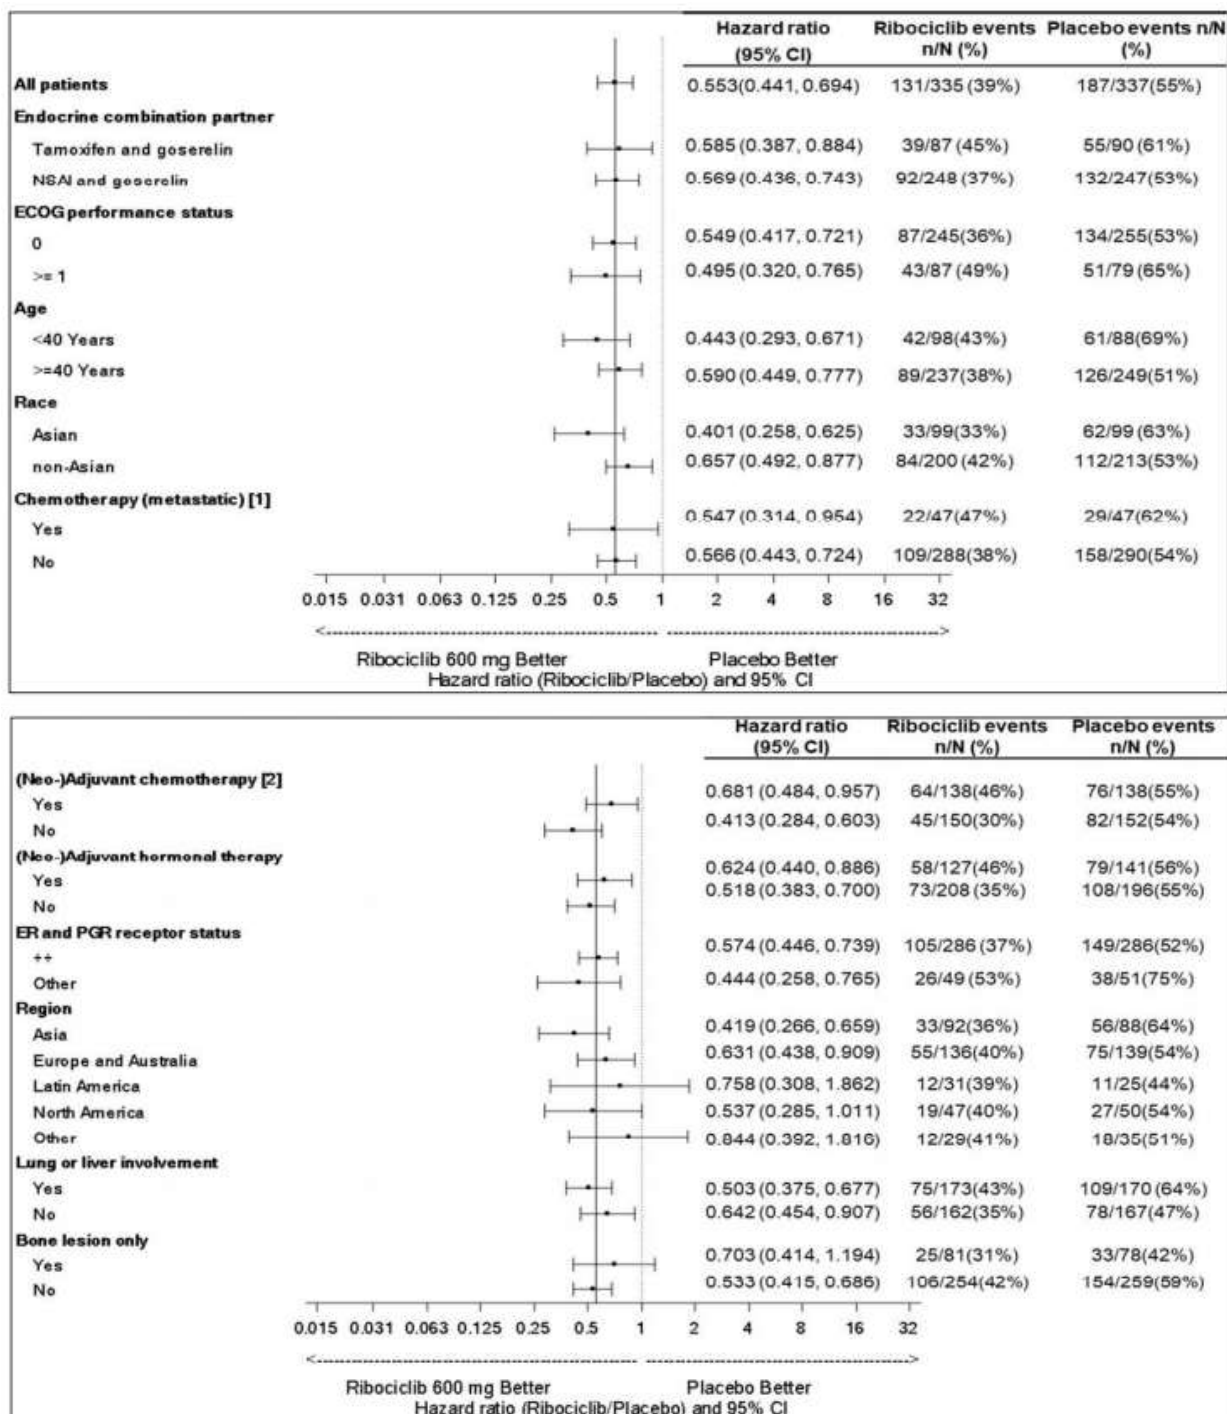 Hazard ratio Ribociclib events Placebo events n/N
(95% CI) n/N (%) (%)
All patients 0.553(0.441, 0.694) 131/335 (39%) 187/337(55%)
Endocrine combination partner
Tamoxifen and goserelin 0.585 (0.387, 0.884) 39/87 (45%) 55/90 (61%)
NSAI and goserelin 0.569 (0.436, 0.743) 92/248 (37%) 132/247(53%)
ECOG performance status
0 0.549 (0.417, 0.721) 87/245(36%) 134/255(53%)
>= 1 0.495 (0.320, 0.765) 43/87 (49%) 51/79 (65%)
Age
<40 Years 0.443 (0.293, 0.671) 42/98(43%) 61/88(69%)
>=40 Years 0.590 (0.449, 0.777) 89/237(38%) 126/249(51%)
Race
Asian 0.401 (0.258, 0.625) 33/99(33%) 62/99 (63%)
non-Asian 0.657 (0.492, 0.877) 84/200 (42%) 112/213(53%)
Chemotherapy (metastatic) [1]
Yes 0.547 (0.314, 0.954) 22/47(47%) 29/47(62%)
No 0.566 (0.443, 0.724) 109/288(38%) 158/290(54%)
0.015 0.031 0.063 0.125 0.25 0.5 1 2 4 8 16 32
Ribociclib 600 mg Better Placebo Better
Hazard ratio (Ribociclib/Placebo) and 95% CI
Hazard ratio Ribociclib events Placebo events
(95% CI) n/N (%) n/N (%)
(Neo-)Adjuvant chemotherapy [2]
Yes 0.681 (0.484, 0.957) 64/138(46%) 76/138(55%)
No 0.413 (0.284, 0.603) 45/150(30%) 82/152(54%)
(Neo-)Adjuvant hormonal therapy
Yes 0.624 (0.440, 0.886) 58/127(46%) 79/141(56%)
No 0.518 (0.383, 0.700) 73/208 (35%) 108/196(55%)
ER and PGR receptor status
++ 0.574 (0.446, 0.739) 105/286 (37%) 149/286(52%)
Other 0.444 (0.258, 0.765) 26/49 (53%) 38/51(75%)
Region
Asia 0.419 (0.266, 0.659) 33/92(36%) 56/88 (64%)
Europe and Australia 0.631 (0.438, 0.909) 55/136(40%) 75/139(54%)
Latin America 0.758 (0.308, 1.862) 12/31(39%) 11/25(44%)
North America 0.537 (0.285, 1.011) 19/47(40%) 27/50 (54%)
Other 0.844 (0.392, 1.816) 12/29(41%) 18/35(51%)
Lung or liver involvement
Yes 0.503 (0.375, 0.677) 75/173(43%) 109/170 (64%)
No 0.642 (0.454, 0.907) 56/162(35%) 78/167(47%)
Bone lesion only
Yes 0.703 (0.414, 1.194) 25/81(31%) 33/78(42%)
No 0.533 (0.415, 0.686) 106/254(42%) 154/259(59%)
0.015 0.031 0.063 0.125 0.25 0.5 1 2 4 8 16 32
Ribociclib 600 mg Better Placebo Better
Hazard ratio (Ribociclib/Placebo) and 95% CI